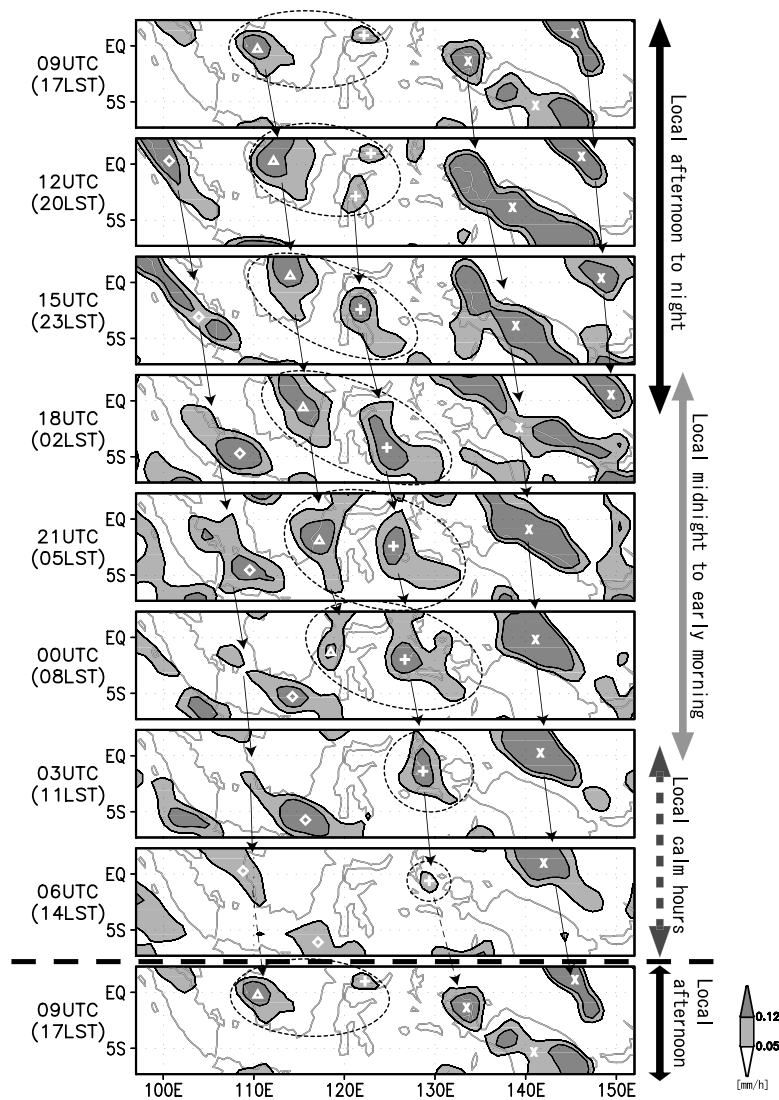 09UTC
(17LST)
EQ
5S
12UTC
(20LST)
EQ
5S
15UTC
(23LST)
EQ
5S
18UTC
(02LST)
EQ
5S
21UTC
(05LST)
EQ
5S
00UTC
(08LST)
EQ
5S
03UTC
(11LST)
EQ
5S
06UTC
(14LST)
EQ
5S
09UTC
(17LST)
EQ
5S
100E 110E 120E 130E 140E 150E
Local afternoon to night
Local midnight to early morning
Local calm hours
Local
afternoon
0.12
0.05
[mm/h]